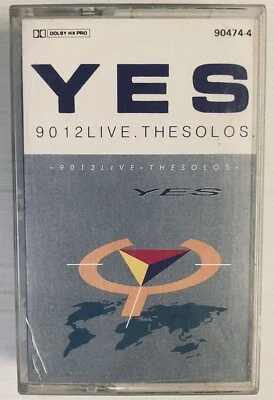 DOLBY HX PRO 90474-4
YES
9012LIVE.THESOLOS.
•9012LIVE•THESOLOS•
YES